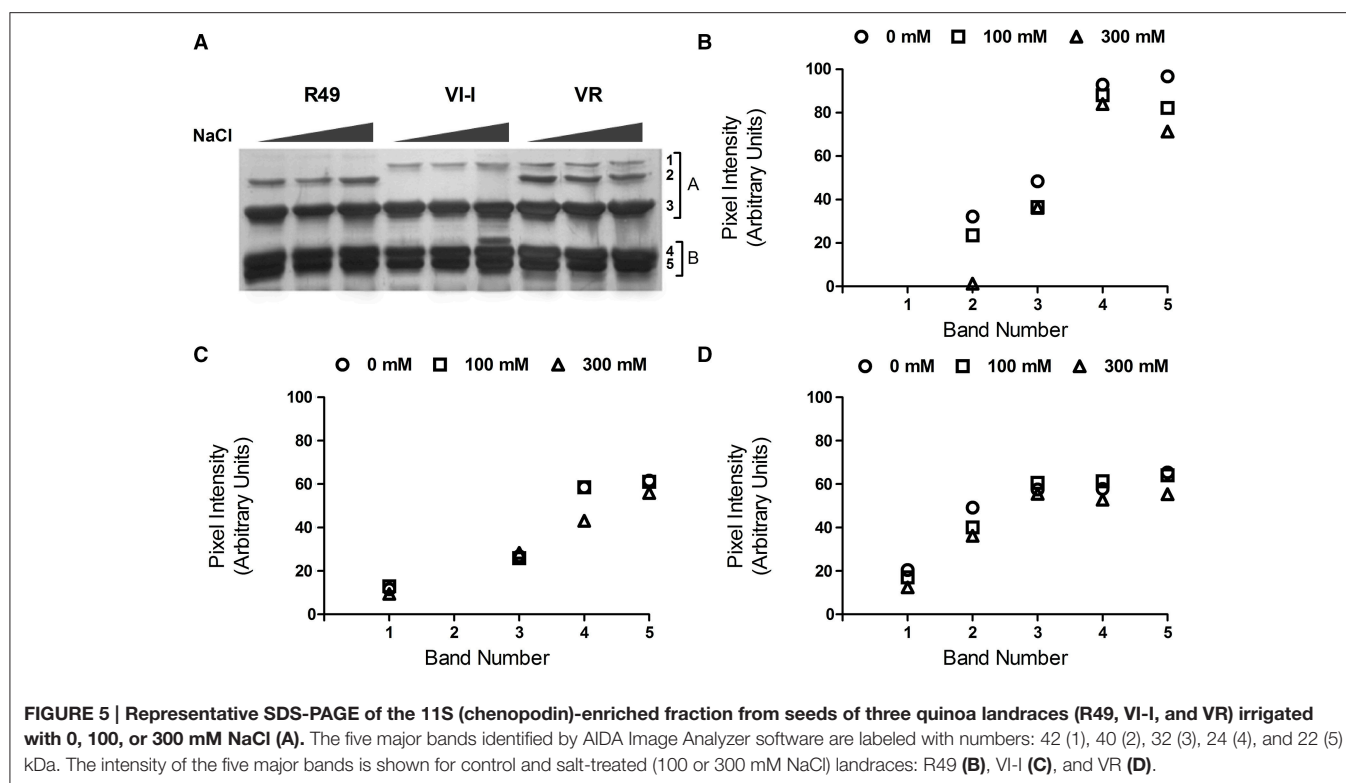 A
R49 VI-I VR
NaCl
1
2
3
4
5
A
B
B
0 mM 100 mM 300 mM
100
80
60
40
20
0
Pixel Intensity
(Arbitrary Units)
1 2 3 4 5
Band Number
C
0 mM 100 mM 300 mM
100
80
60
40
20
0
Pixel Intensity
(Arbitrary Units)
1 2 3 4 5
Band Number
D
0 mM 100 mM 300 mM
100
80
60
40
20
0
Pixel Intensity
(Arbitrary Units)
1 2 3 4 5
Band Number
FIGURE 5 | Representative SDS-PAGE of the 11S (chenopodin)-enriched fraction from seeds of three quinoa landraces (R49, VI-I, and VR) irrigated
with 0, 100, or 300 mM NaCl (A). The five major bands identified by AIDA Image Analyzer software are labeled with numbers: 42 (1), 40 (2), 32 (3), 24 (4), and 22 (5)
kDa. The intensity of the five major bands is shown for control and salt-treated (100 or 300 mM NaCl) landraces: R49 (B), VI-I (C), and VR (D).